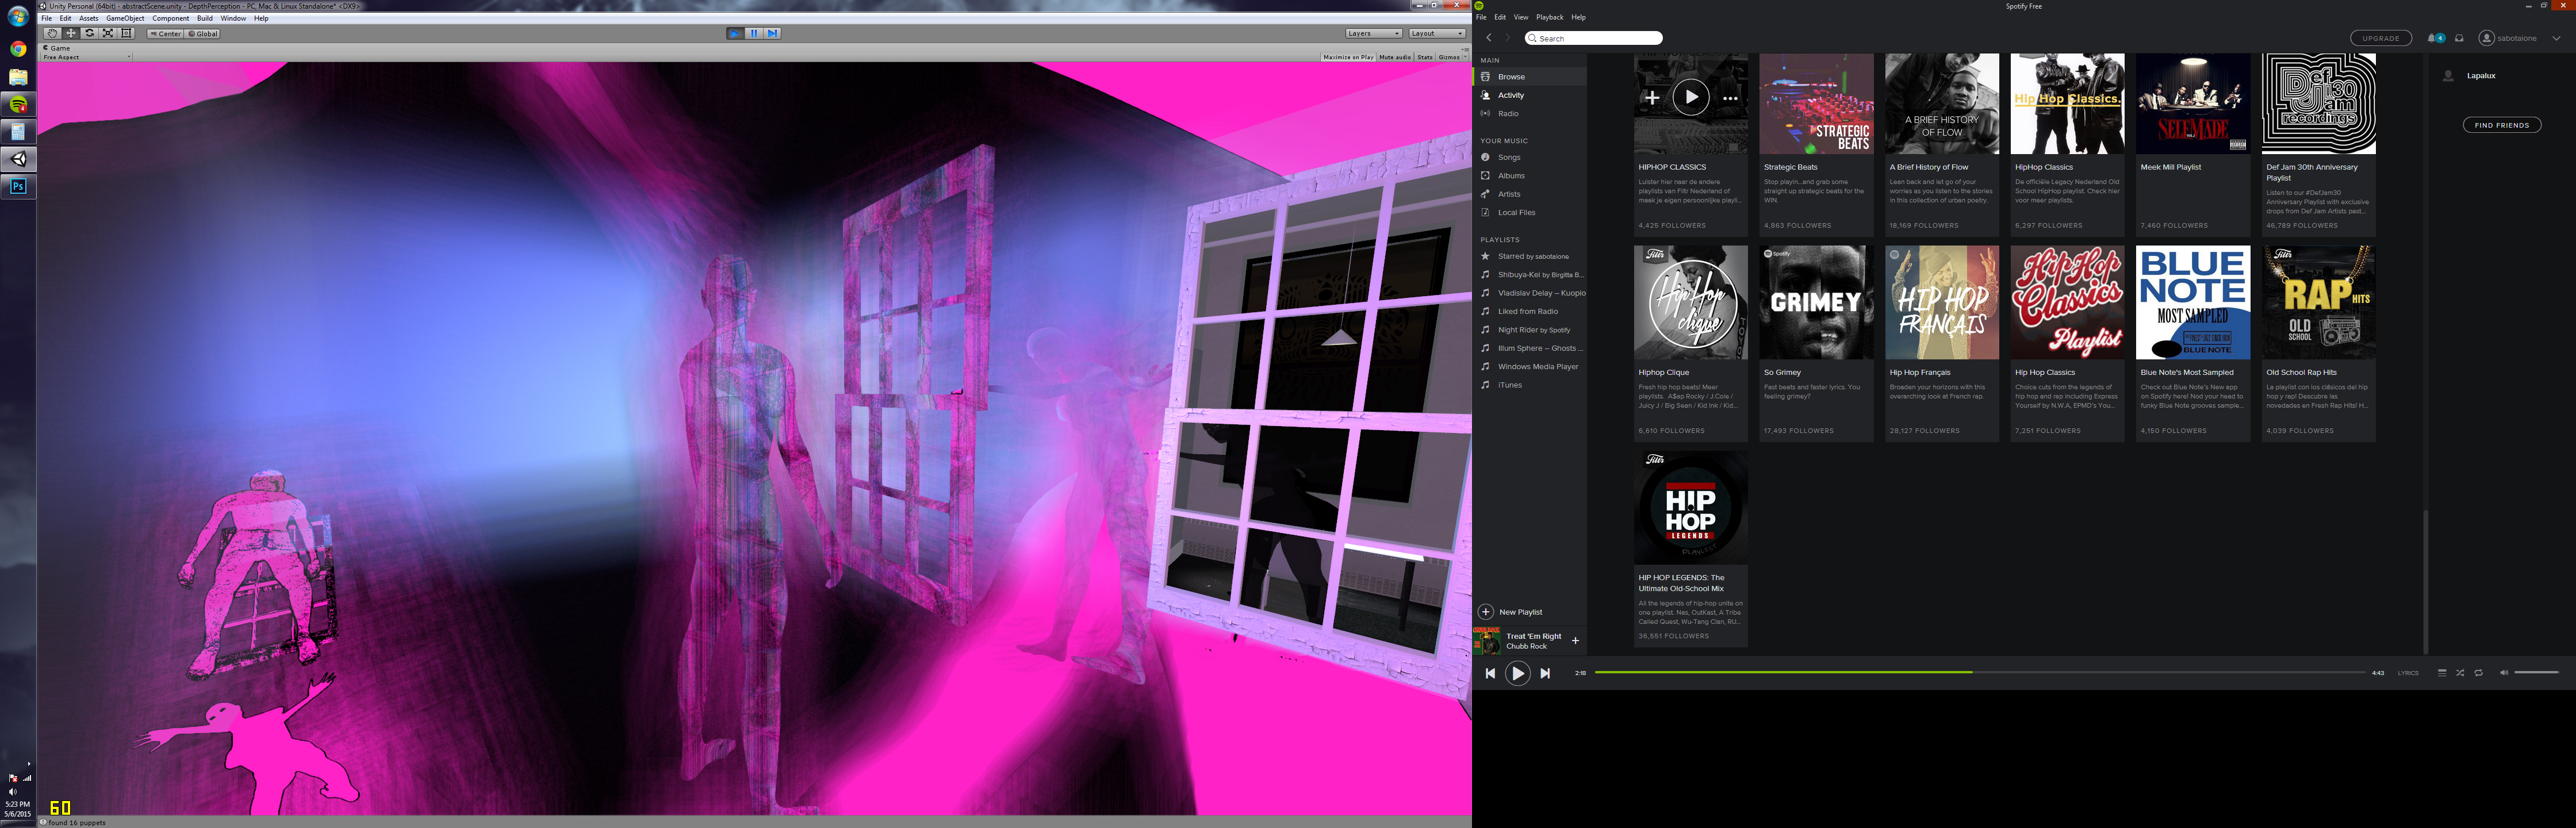 Unity Personal (64bit) - abstractScene.unity - DepthPerception - PC, Mac & Linux Standalone* <DX9>
File Edit Assets GameObject Component Build Window Help
Center Global
Layers Layout
Game
Free Aspect
Maximize on Play Mute audio Stats Gizmos
Ps
60
found 16 puppets
5:23 PM
5/6/2015
Spotify Free
File Edit View Playback Help
Search
UPGRADE
4
sabotaione
MAIN
Browse
Activity
Radio
YOUR MUSIC
Songs
Albums
Artists
Local Files
PLAYLISTS
Starred by sabotaione
Shibuya-Kei by Birgitta B...
Vladislav Delay – Kuopio
Liked from Radio
Night Rider by Spotify
Illum Sphere – Ghosts ...
Windows Media Player
iTunes
New Playlist
Treat 'Em Right
Chubb Rock
STRATEGIC
BEATS
A BRIEF HISTORY
OF FLOW
Hip Hop Classics.
SELF MADE
Def Jam 30
recordings
HIPHOP CLASSICS
Luister hier naar de andere
playlists van Filtr Nederland of
maak je eigen persoonlijke playli...
4,425 FOLLOWERS
Strategic Beats
Stop playin...and grab some
straight up strategic beats for the
WIN.
4,863 FOLLOWERS
A Brief History of Flow
Lean back and let go of your
worries as you listen to the stories
in this collection of urban poetry.
18,169 FOLLOWERS
HipHop Classics
De officiële Legacy Nederland Old
School HipHop playlist. Check hier
voor meer playlists.
5,297 FOLLOWERS
Meek Mill Playlist
7,460 FOLLOWERS
Def Jam 30th Anniversary
Playlist
Listen to our #DefJam30
Anniversary Playlist with exclusive
drops from Def Jam Artists past...
46,789 FOLLOWERS
Filtr
Hip Hop
clique
Spotify
GRIMEY
HIP HOP
FRANÇAIS
Hip Hop
Classics
Playlist
BLUE
NOTE
MOST SAMPLED
BLUE NOTE
Filtr
RAP HITS
OLD
SCHOOL
Hiphop Clique
Fresh hip hop beats! Meer
playlists. A$ap Rocky / J.Cole /
Juicy J / Big Sean / Kid Ink / Kid...
6,610 FOLLOWERS
So Grimey
Fast beats and faster lyrics. You
feeling grimey?
17,493 FOLLOWERS
Hip Hop Français
Broaden your horizons with this
overarching look at French rap.
28,127 FOLLOWERS
Hip Hop Classics
Choice cuts from the legends of
hip hop and rap including Express
Yourself by N.W.A, EPMD's You...
7,251 FOLLOWERS
Blue Note's Most Sampled
Check out Blue Note's New app
on Spotify here! Nod your head to
funky Blue Note grooves sample...
4,150 FOLLOWERS
Old School Rap Hits
La playlist con los clásicos del hip
hop y rap! Descubre las
novedades en Fresh Rap Hits! H...
4,039 FOLLOWERS
Filtr
HIP
HOP
LEGENDS
PLAYLIST
HIP HOP LEGENDS: The
Ultimate Old-School Mix
All the legends of hip-hop unite on
one playlist. Nas, OutKast, A Tribe
Called Quest, Wu-Tang Clan, RU...
36,551 FOLLOWERS
Lapalux
FIND FRIENDS
2:18
4:43
LYRICS